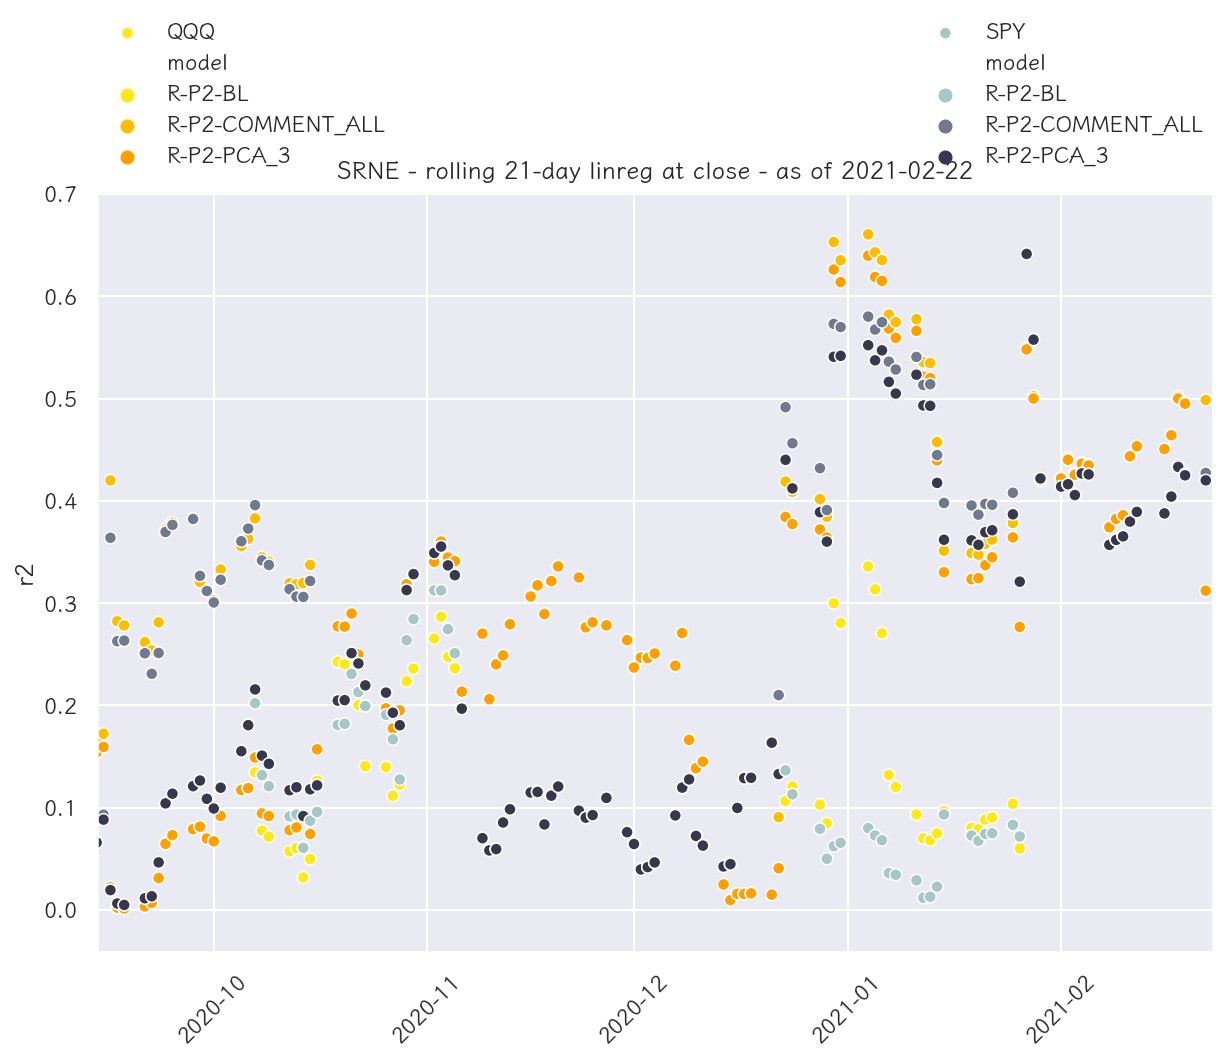 QQQ
model
R-P2-BL
R-P2-COMMENT_ALL
R-P2-PCA_3
SPY
model
R-P2-BL
R-P2-COMMENT_ALL
R-P2-PCA_3
SRNE - rolling 21-day linreg at close - as of 2021-02-22
0.7
0.6
0.5
0.4
0.3
0.2
0.1
0.0
r2
2020-10
2020-11
2020-12
2021-01
2021-02